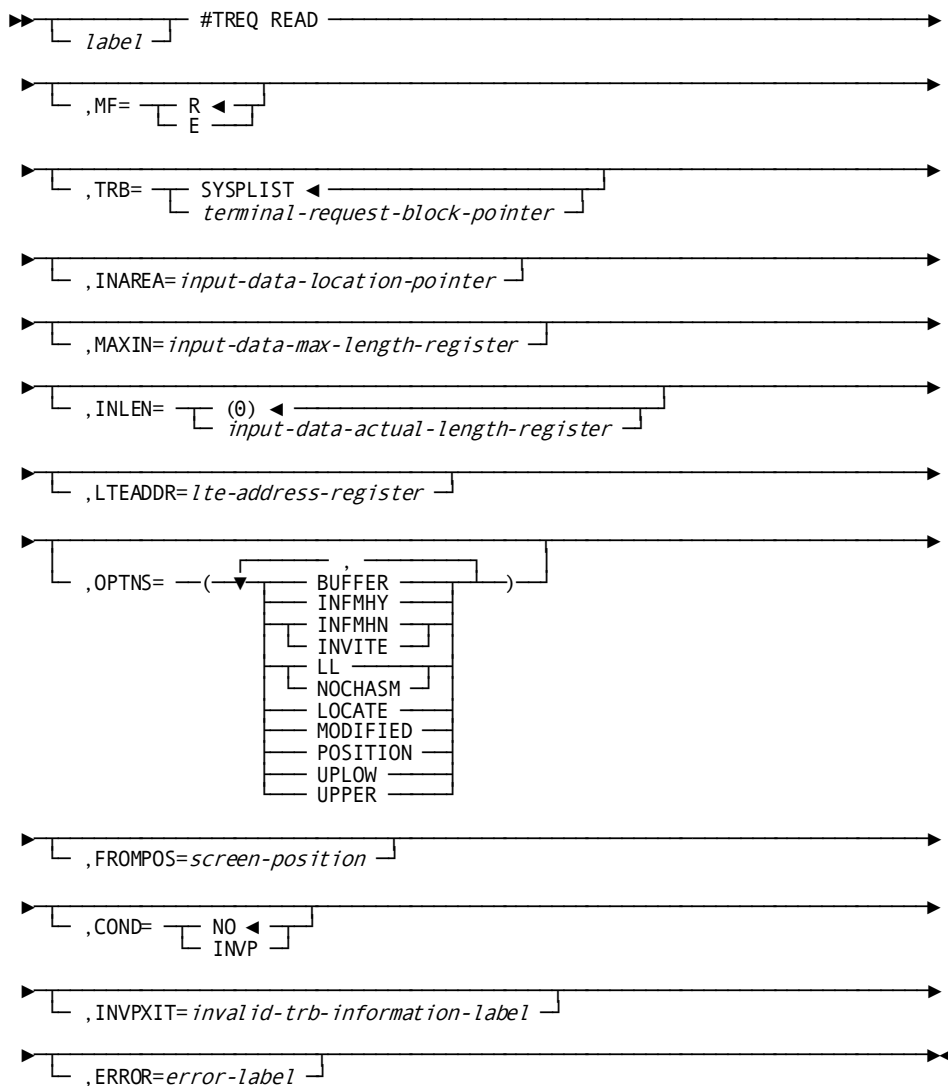 #TREQ READ
label
,MF= R
E
,TRB= SYSPLIST
terminal-request-block-pointer
,INAREA=input-data-location-pointer
,MAXIN=input-data-max-length-register
,INLEN= (0)
input-data-actual-length-register
,LTEADDR=lte-address-register
,
,OPTNS= ( BUFFER )
INFMHY
INFMHN
INVITE
LL
NOCHASM
LOCATE
MODIFIED
POSITION
UPLOW
UPPER
,FROMPOS=screen-position
,COND= NO
INVP
,INVPXIT=invalid-trb-information-label
,ERROR=error-label